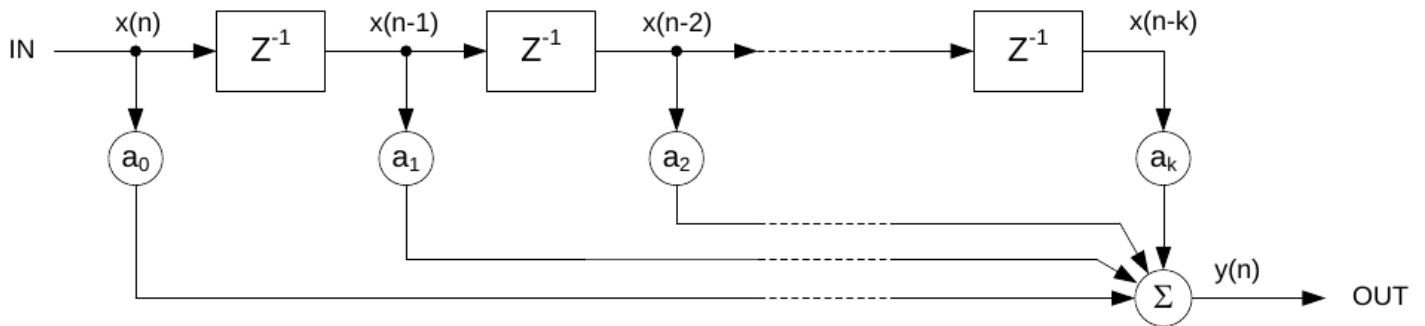 x(n) x(n-1) x(n-2) x(n-k)
IN Z⁻¹ Z⁻¹ Z⁻¹
a₀ a₁ a₂ aₖ
y(n)
Σ OUT